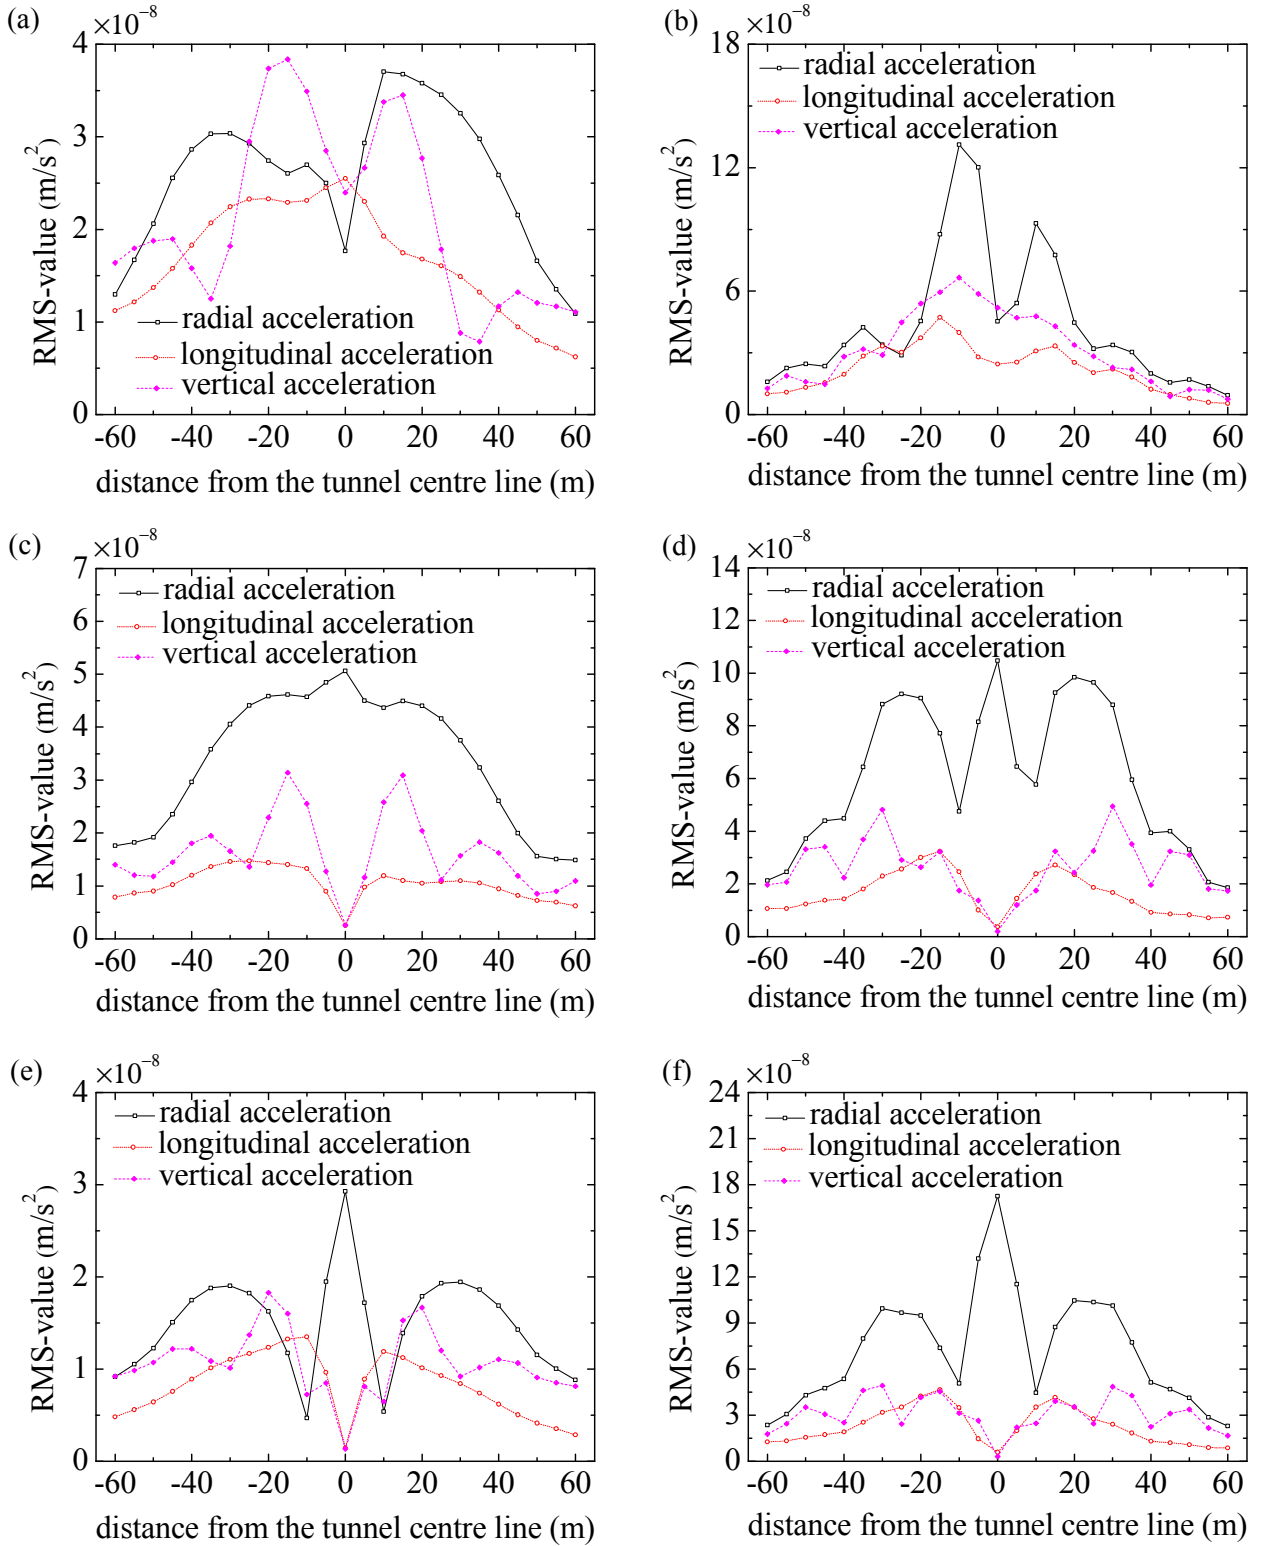 (a)
×10⁻⁸
4
3
2
1
0
RMS-value (m/s²)
radial acceleration
longitudinal acceleration
vertical acceleration
-60 -40 -20 0 20 40 60
distance from the tunnel centre line (m)
(b)
×10⁻⁸
18
12
6
0
RMS-value (m/s²)
radial acceleration
longitudinal acceleration
vertical acceleration
-60 -40 -20 0 20 40 60
distance from the tunnel centre line (m)
(c)
×10⁻⁸
7
6
5
4
3
2
1
0
RMS-value (m/s²)
radial acceleration
longitudinal acceleration
vertical acceleration
-60 -40 -20 0 20 40 60
distance from the tunnel centre line (m)
(d)
×10⁻⁸
14
12
10
8
6
4
2
0
RMS-value (m/s²)
radial acceleration
longitudinal acceleration
vertical acceleration
-60 -40 -20 0 20 40 60
distance from the tunnel centre line (m)
(e)
×10⁻⁸
4
3
2
1
0
RMS-value (m/s²)
radial acceleration
longitudinal acceleration
vertical acceleration
-60 -40 -20 0 20 40 60
distance from the tunnel centre line (m)
(f)
×10⁻⁸
24
21
18
15
12
9
6
3
0
RMS-value (m/s²)
radial acceleration
longitudinal acceleration
vertical acceleration
-60 -40 -20 0 20 40 60
distance from the tunnel centre line (m)